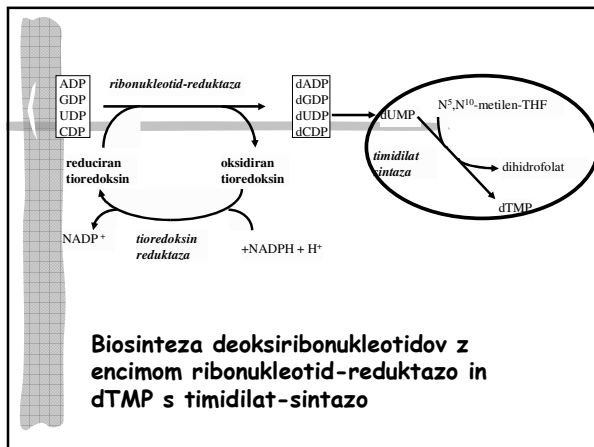 ADP
GDP
UDP
CDP
ribonukleotid-reduktaza
dADP
dGDP
dUDP
dCDP
dUMP
N⁵,N¹⁰-metilen-THF
timidilat
sintaza
dihidrofolat
dTMP
reduciran
tioredoksin
oksidiran
tioredoksin
NADP⁺
tioredoksin
reduktaza
+NADPH + H⁺
Biosinteza deoksiribonukleotidov z
encimom ribonukleotid-reduktazo in
dTMP s timidilat-sintazo